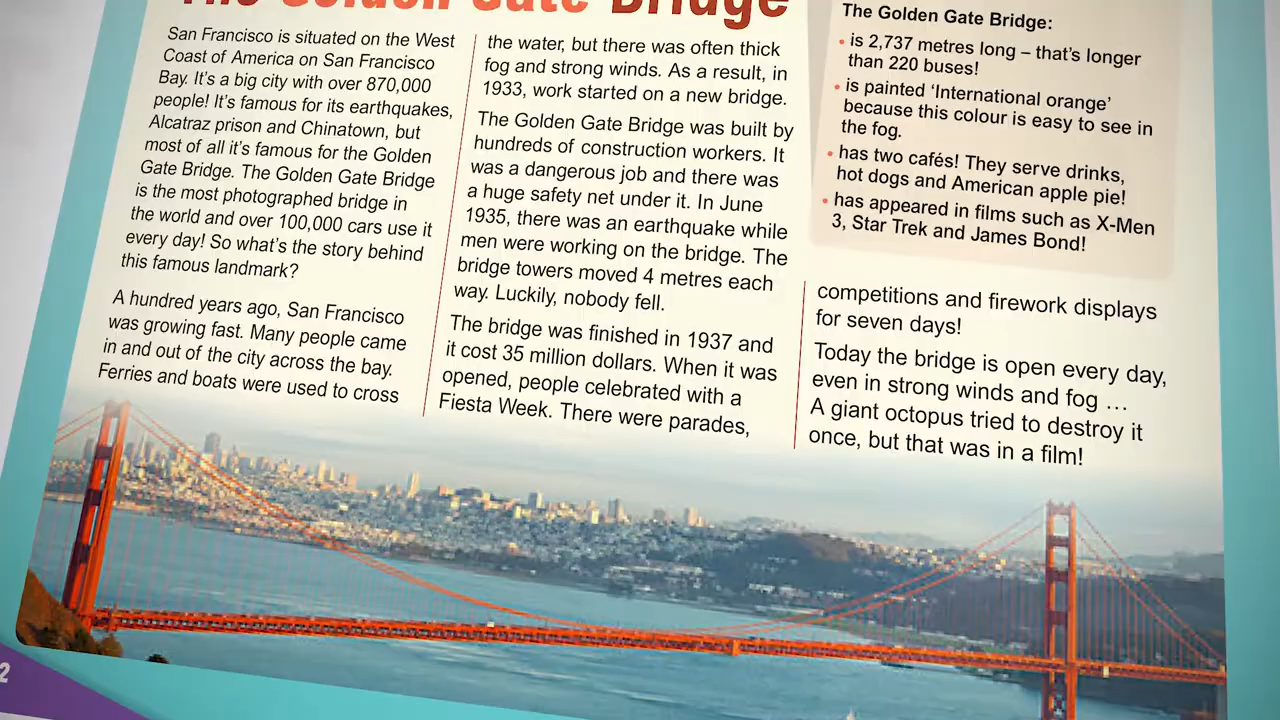 The Golden Gate Bridge
San Francisco is situated on the West
Coast of America on San Francisco
Bay. It's a big city with over 870,000
people! It's famous for its earthquakes,
Alcatraz prison and Chinatown, but
most of all it's famous for the Golden
Gate Bridge. The Golden Gate Bridge
is the most photographed bridge in
the world and over 100,000 cars use it
every day! So what's the story behind
this famous landmark?
A hundred years ago, San Francisco
was growing fast. Many people came
in and out of the city across the bay.
Ferries and boats were used to cross
the water, but there was often thick
fog and strong winds. As a result, in
1933, work started on a new bridge.
The Golden Gate Bridge was built by
hundreds of construction workers. It
was a dangerous job and there was
a huge safety net under it. In June
1935, there was an earthquake while
men were working on the bridge. The
bridge towers moved 4 metres each
way. Luckily, nobody fell.
The bridge was finished in 1937 and
it cost 35 million dollars. When it was
opened, people celebrated with a
Fiesta Week. There were parades,
competitions and firework displays
for seven days!
Today the bridge is open every day,
even in strong winds and fog …
A giant octopus tried to destroy it
once, but that was in a film!
The Golden Gate Bridge:
• is 2,737 metres long – that's longer
than 220 buses!
• is painted 'International orange'
because this colour is easy to see in
the fog.
• has two cafés! They serve drinks,
hot dogs and American apple pie!
• has appeared in films such as X-Men
3, Star Trek and James Bond!
2